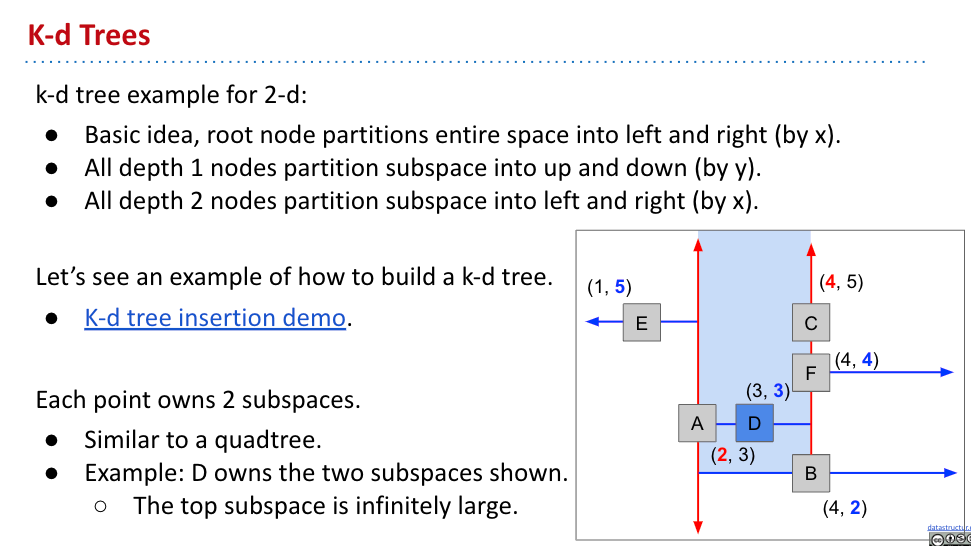 K-d Trees
k-d tree example for 2-d:
● Basic idea, root node partitions entire space into left and right (by x).
● All depth 1 nodes partition subspace into up and down (by y).
● All depth 2 nodes partition subspace into left and right (by x).
Let’s see an example of how to build a k-d tree.
● K-d tree insertion demo.
Each point owns 2 subspaces.
● Similar to a quadtree.
● Example: D owns the two subspaces shown.
○ The top subspace is infinitely large.
(1, 5)
E
(4, 5)
C
(4, 4)
F
(3, 3)
A
D
(2, 3)
B
(4, 2)